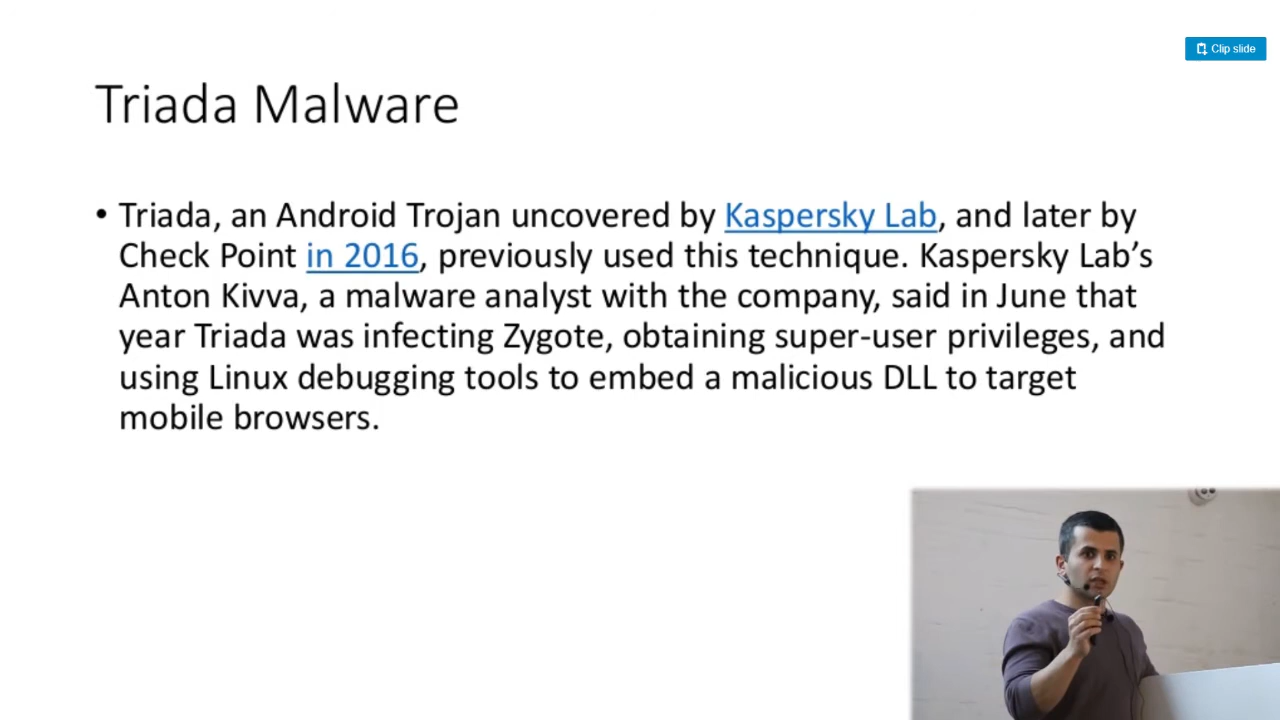 Clip slide
Triada Malware
• Triada, an Android Trojan uncovered by Kaspersky Lab, and later by
Check Point in 2016, previously used this technique. Kaspersky Lab’s
Anton Kivva, a malware analyst with the company, said in June that
year Triada was infecting Zygote, obtaining super-user privileges, and
using Linux debugging tools to embed a malicious DLL to target
mobile browsers.